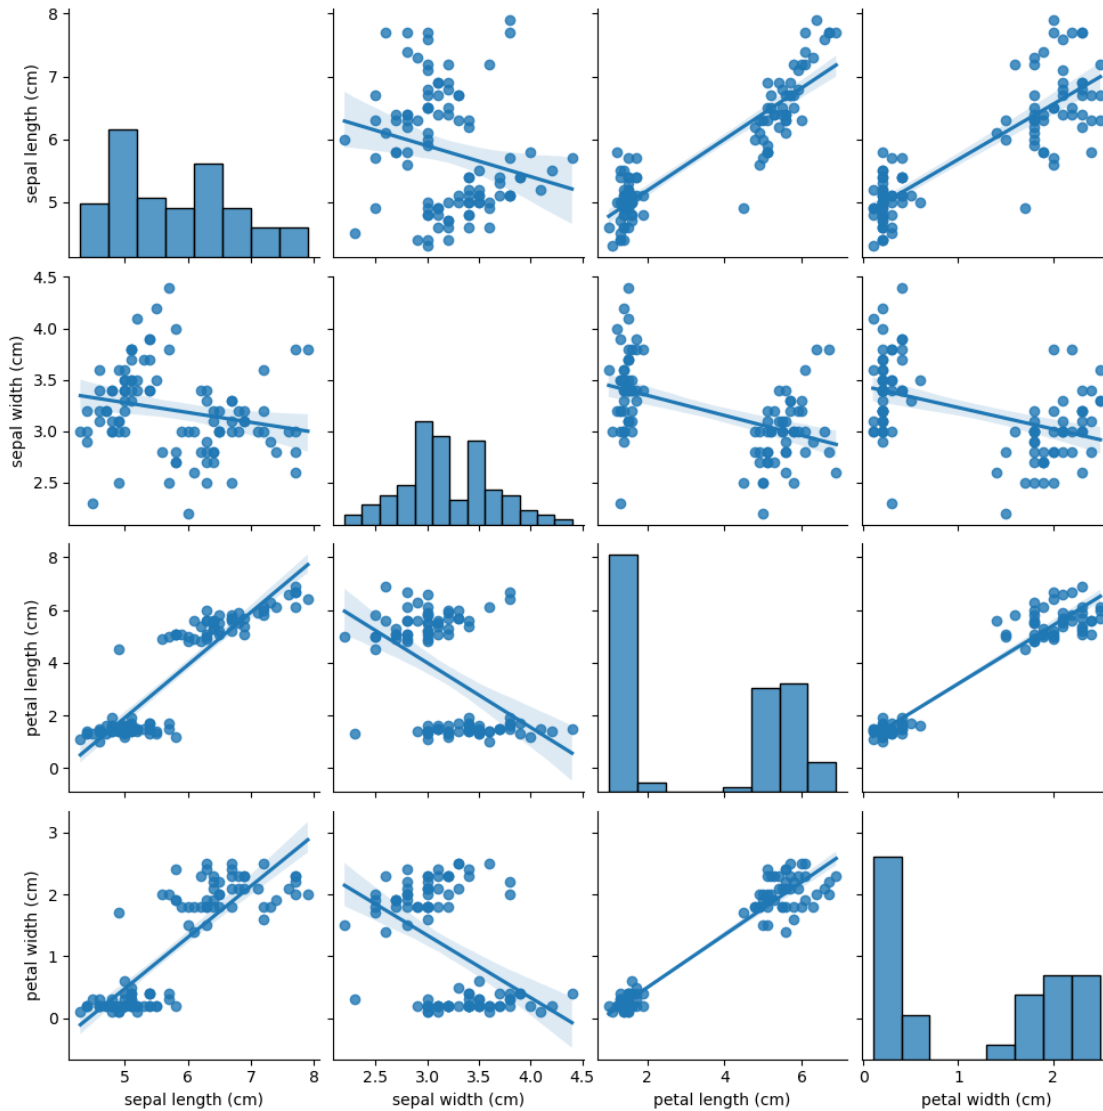 8
7
6
5
sepal length (cm)
4.5
4.0
3.5
3.0
2.5
sepal width (cm)
8
6
4
2
0
petal length (cm)
3
2
1
0
petal width (cm)
5 6 7 8
sepal length (cm)
2.5 3.0 3.5 4.0 4.5
sepal width (cm)
2 4 6
petal length (cm)
0 1 2
petal width (cm)